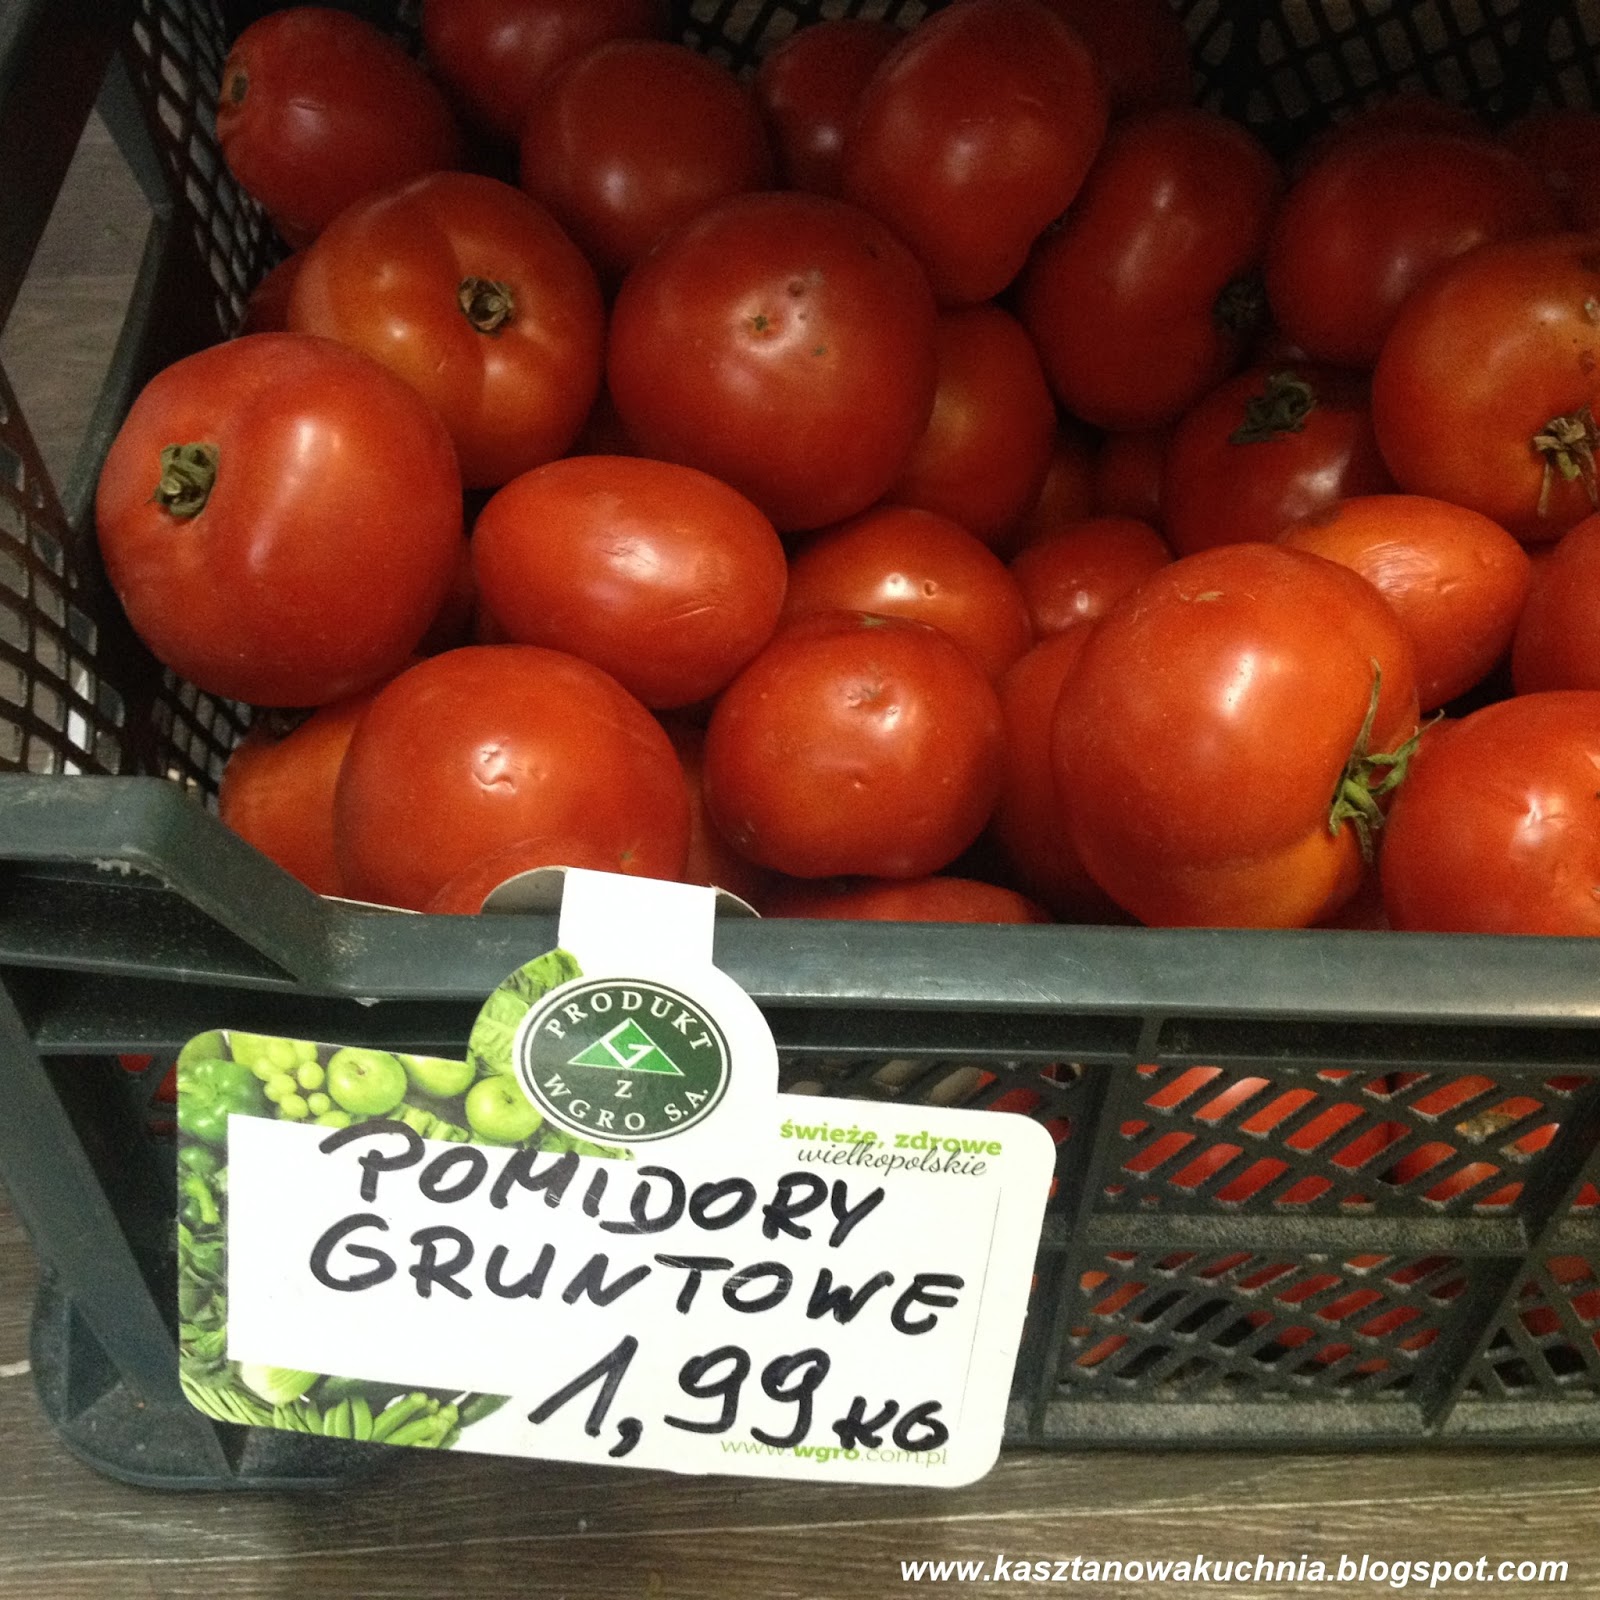 PRODUKT
Z
WGRO S.A.
świeże, zdrowe
wielkopolskie
POMIDORY
GRUNTOWE
1,99 KG
www.wgro.com.pl
www.kasztanowakuchnia.blogspot.com